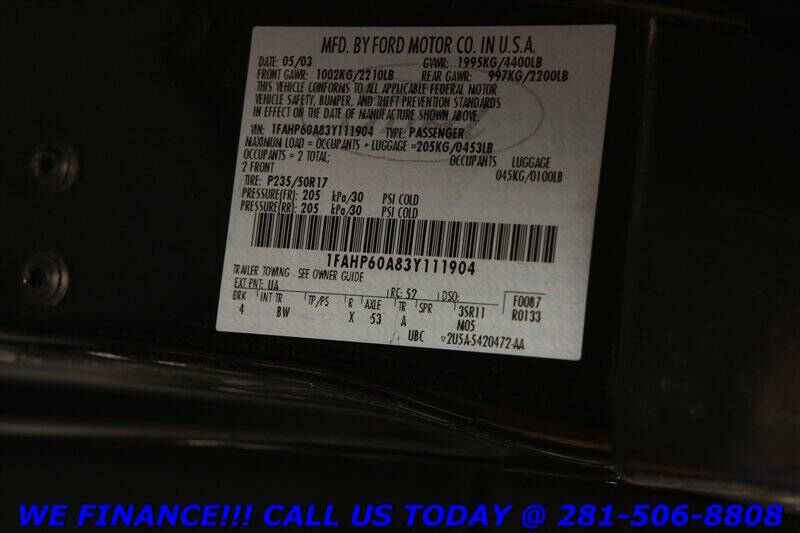 MFD. BY FORD MOTOR CO. IN U.S.A.
DATE: 05/03 GVWR: 1995KG/4400LB
FRONT GAWR: 1002KG/2210LB REAR GAWR: 997KG/2200LB
THIS VEHICLE CONFORMS TO ALL APPLICABLE FEDERAL MOTOR
VEHICLE SAFETY, BUMPER, AND THEFT PREVENTION STANDARDS
IN EFFECT ON THE DATE OF MANUFACTURE SHOWN ABOVE.
VIN: 1FAHP60A83Y111904 TYPE: PASSENGER
MAXIMUM LOAD = OCCUPANTS + LUGGAGE =205KG/0453LB
OCCUPANTS = 2 TOTAL; OCCUPANTS LUGGAGE
2 FRONT 045KG/0100LB
TIRE: P235/50R17
PRESSURE(FR): 205 kPa/30 PSI COLD
PRESSURE(RR): 205 kPa/30 PSI COLD
1FAHP60A83Y111904
TRAILER TOWING - SEE OWNER GUIDE
EXT PNT: UA RC: 52 DSO: F0087
BRK INT TR TP/PS R AXLE TR SPR 3SR11 R0133
4 BW X 53 A N05
UBC ▽2U5A-5420472-AA
WE FINANCE!!! CALL US TODAY @ 281-506-8808